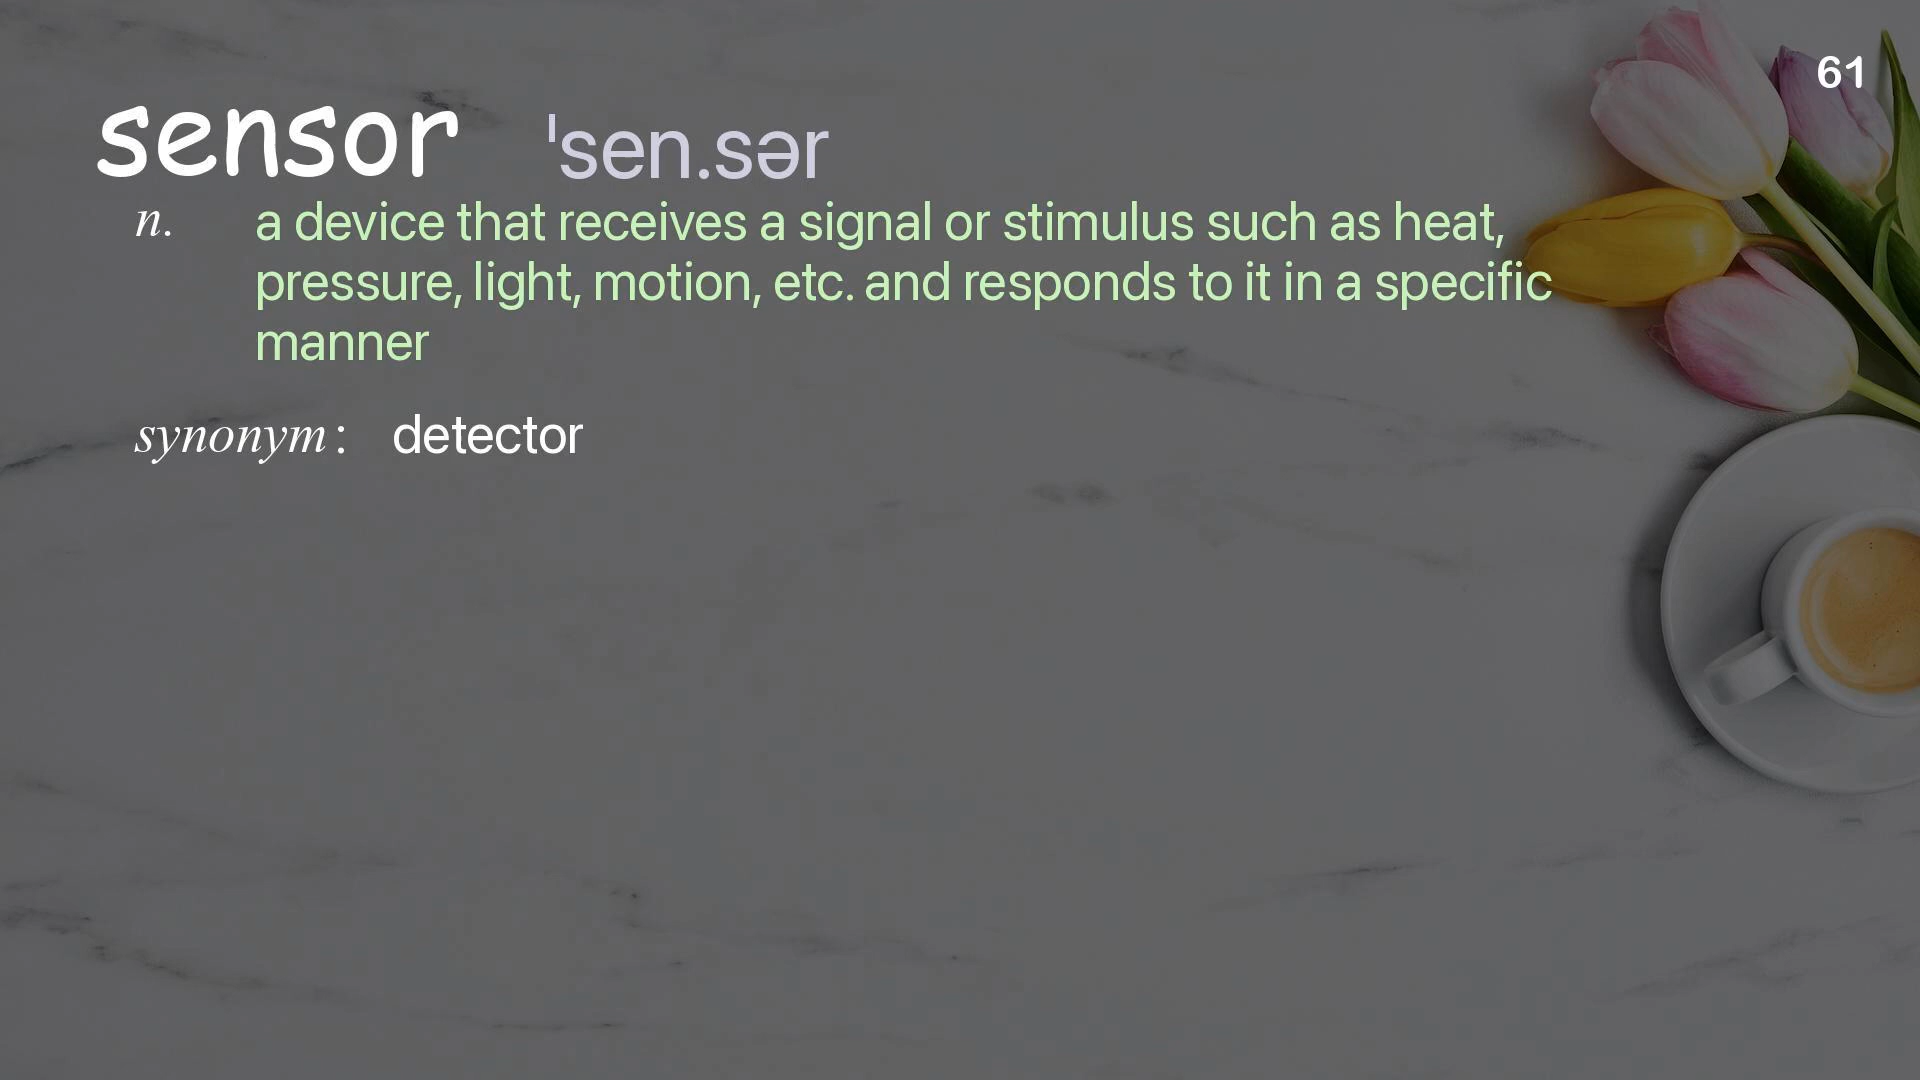 61
sensor ˈsen.sər
n. a device that receives a signal or stimulus such as heat,
pressure, light, motion, etc. and responds to it in a specific
manner
synonym: detector